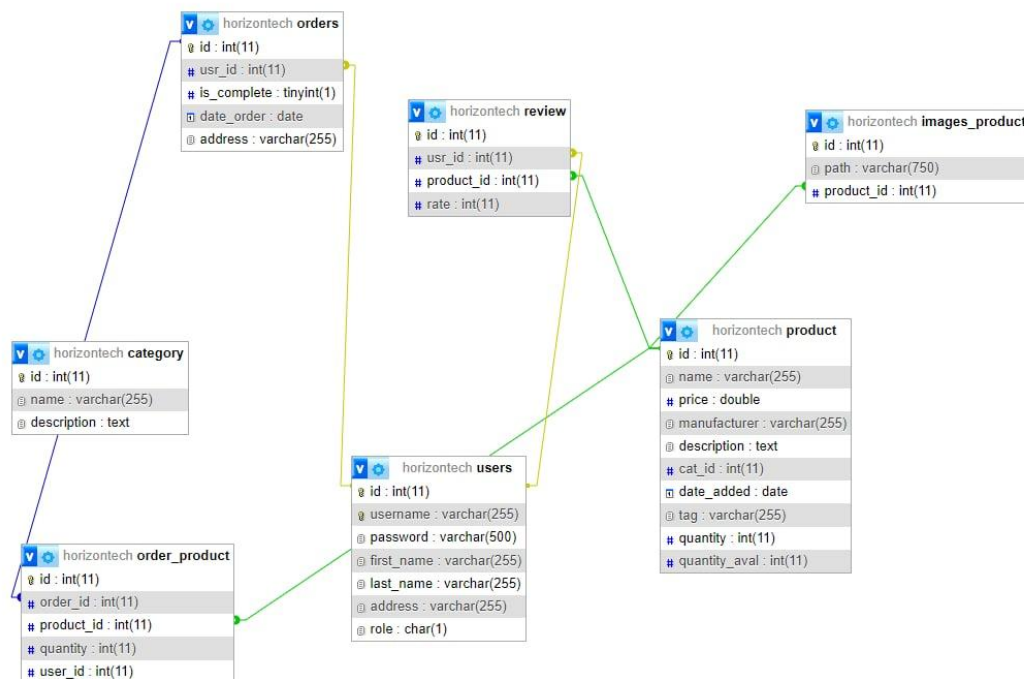 V horizontech orders
id : int(11)
# usr_id : int(11)
# is_complete : tinyint(1)
date_order : date
address : varchar(255)
V horizontech review
id : int(11)
# usr_id : int(11)
# product_id : int(11)
# rate : int(11)
V horizontech images_product
id : int(11)
path : varchar(750)
# product_id : int(11)
V horizontech category
id : int(11)
name : varchar(255)
description : text
V horizontech product
id : int(11)
name : varchar(255)
# price : double
manufacturer : varchar(255)
description : text
# cat_id : int(11)
date_added : date
tag : varchar(255)
# quantity : int(11)
# quantity_aval : int(11)
V horizontech users
id : int(11)
username : varchar(255)
password : varchar(500)
first_name : varchar(255)
last_name : varchar(255)
address : varchar(255)
role : char(1)
V horizontech order_product
id : int(11)
# order_id : int(11)
# product_id : int(11)
# quantity : int(11)
# user_id : int(11)